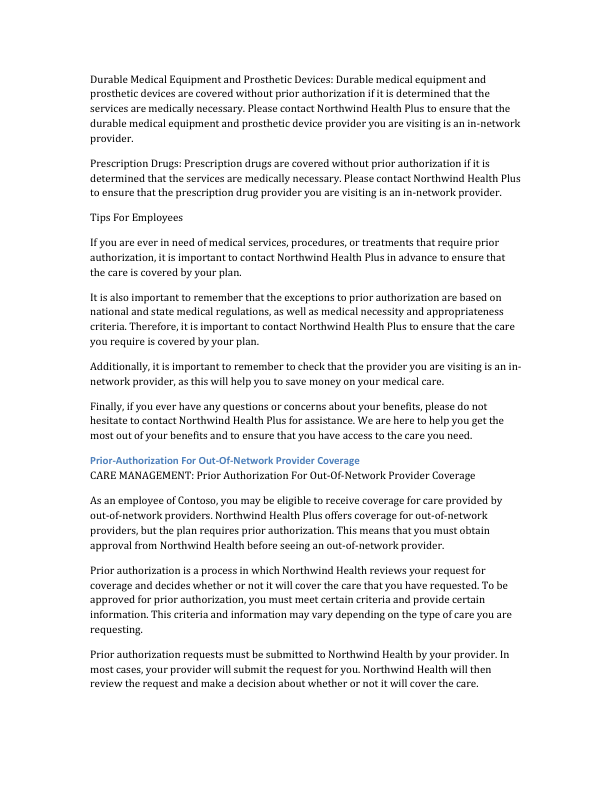 Durable Medical Equipment and Prosthetic Devices: Durable medical equipment and
prosthetic devices are covered without prior authorization if it is determined that the
services are medically necessary. Please contact Northwind Health Plus to ensure that the
durable medical equipment and prosthetic device provider you are visiting is an in-network
provider.
Prescription Drugs: Prescription drugs are covered without prior authorization if it is
determined that the services are medically necessary. Please contact Northwind Health Plus
to ensure that the prescription drug provider you are visiting is an in-network provider.
Tips For Employees
If you are ever in need of medical services, procedures, or treatments that require prior
authorization, it is important to contact Northwind Health Plus in advance to ensure that
the care is covered by your plan.
It is also important to remember that the exceptions to prior authorization are based on
national and state medical regulations, as well as medical necessity and appropriateness
criteria. Therefore, it is important to contact Northwind Health Plus to ensure that the care
you require is covered by your plan.
Additionally, it is important to remember to check that the provider you are visiting is an in-
network provider, as this will help you to save money on your medical care.
Finally, if you ever have any questions or concerns about your benefits, please do not
hesitate to contact Northwind Health Plus for assistance. We are here to help you get the
most out of your benefits and to ensure that you have access to the care you need.
Prior-Authorization For Out-Of-Network Provider Coverage
CARE MANAGEMENT: Prior Authorization For Out-Of-Network Provider Coverage
As an employee of Contoso, you may be eligible to receive coverage for care provided by
out-of-network providers. Northwind Health Plus offers coverage for out-of-network
providers, but the plan requires prior authorization. This means that you must obtain
approval from Northwind Health before seeing an out-of-network provider.
Prior authorization is a process in which Northwind Health reviews your request for
coverage and decides whether or not it will cover the care that you have requested. To be
approved for prior authorization, you must meet certain criteria and provide certain
information. This criteria and information may vary depending on the type of care you are
requesting.
Prior authorization requests must be submitted to Northwind Health by your provider. In
most cases, your provider will submit the request for you. Northwind Health will then
review the request and make a decision about whether or not it will cover the care.